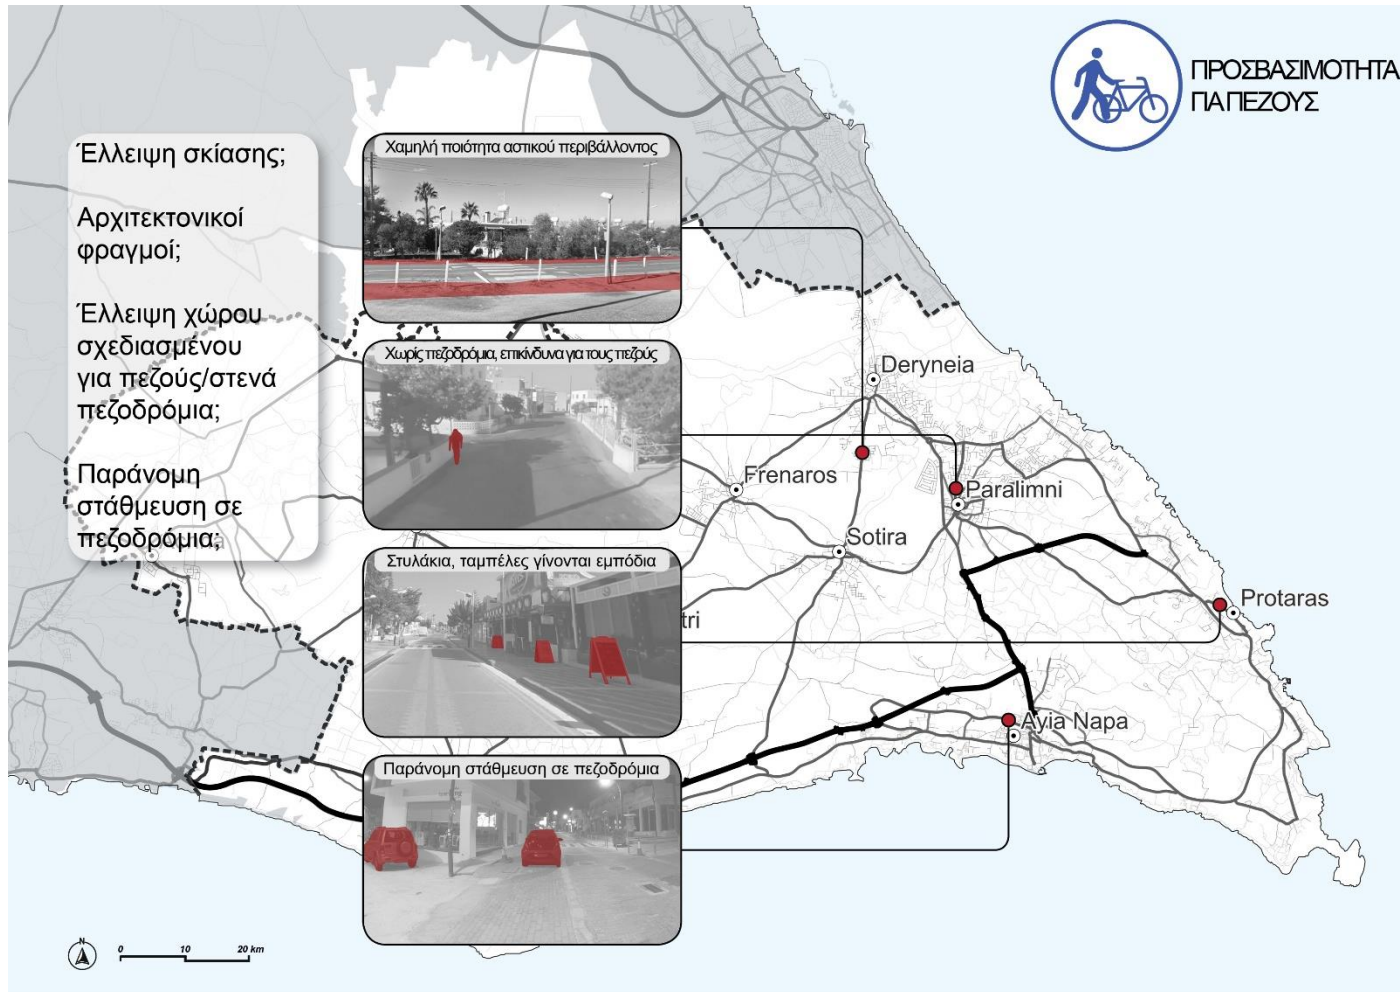 ΠΡΟΣΒΑΣΙΜΟΤΗΤΑ
ΓΙΑ ΠΕΖΟΥΣ
Έλλειψη σκίασης;
Αρχιτεκτονικοί
φραγμοί;
Έλλειψη χώρου
σχεδιασμένου
για πεζούς/στενά
πεζοδρόμια;
Παράνομη
στάθμευση σε
πεζοδρόμια;
Χαμηλή ποιότητα αστικού περιβάλλοντος
Χωρίς πεζοδρόμια, επικίνδυνα για τους πεζούς
Στυλάκια, ταμπέλες γίνονται εμπόδια
Παράνομη στάθμευση σε πεζοδρόμια
Deryneia
Frenaros
Paralimni
Sotira
tri
Protaras
Ayia Napa
N
0 10 20 km